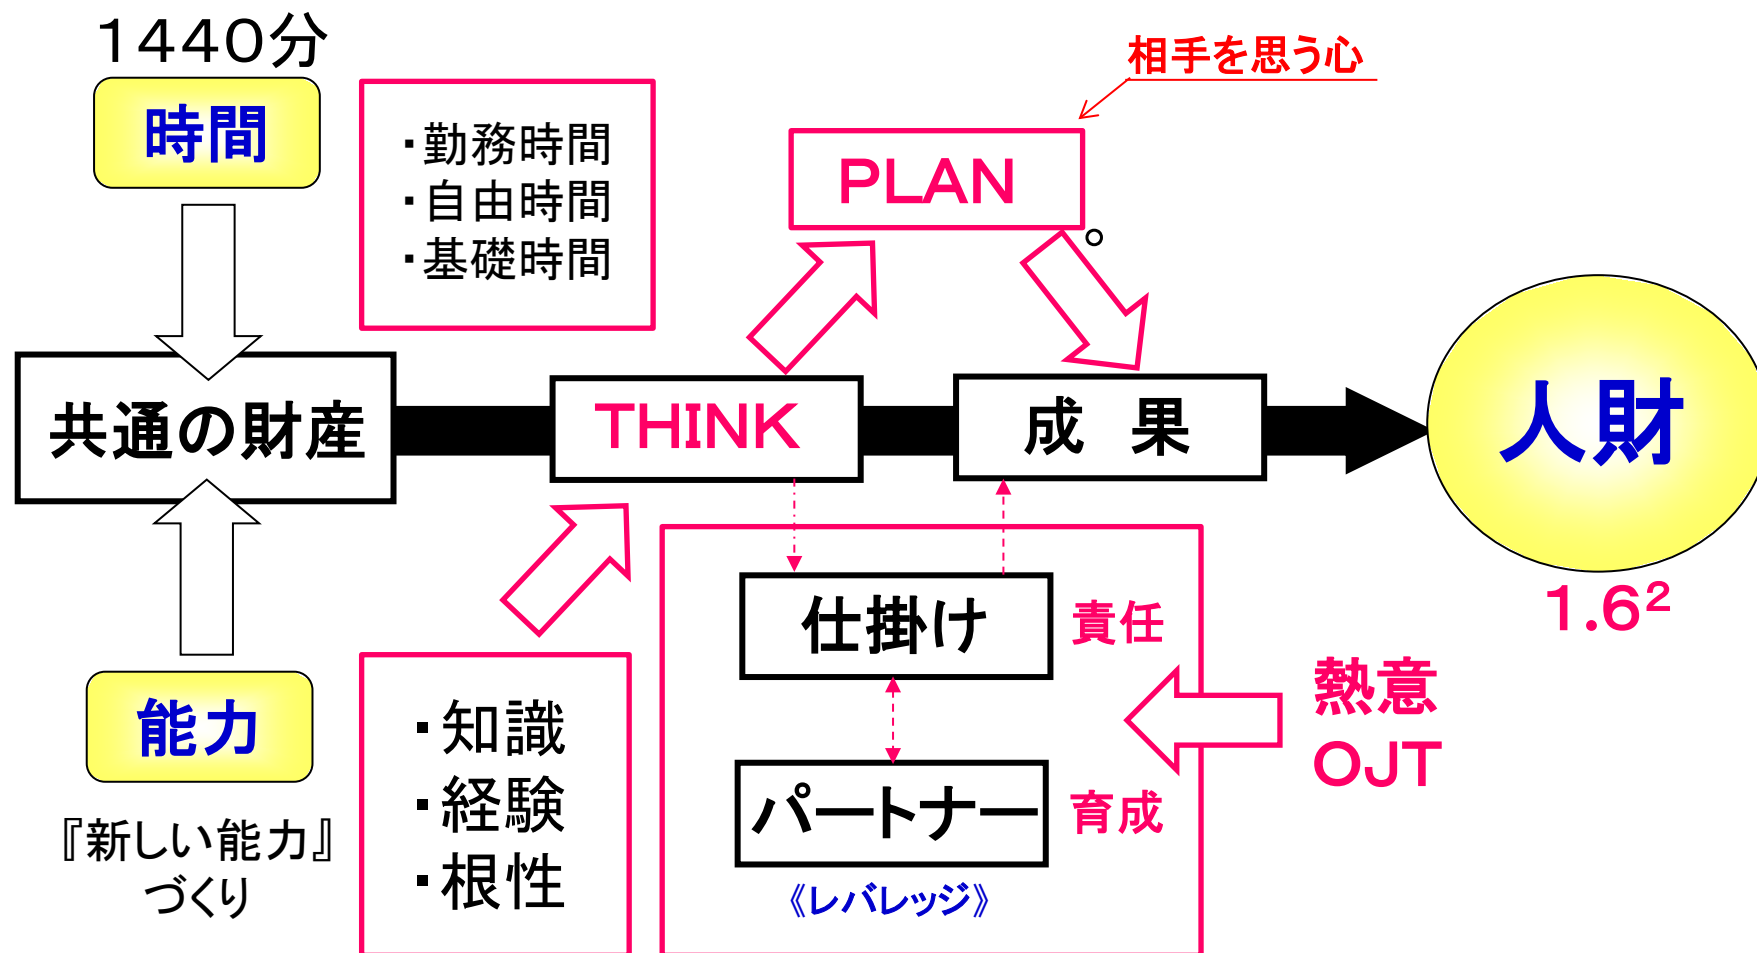 1440分
時間
・勤務時間
・自由時間
・基礎時間
相手を思う心
PLAN
。
共通の財産
THINK
成 果
人財
1.6²
能力
『新しい能力』
づくり
・知識
・経験
・根性
仕掛け
責任
パートナー
育成
《レバレッジ》
熱意
OJT